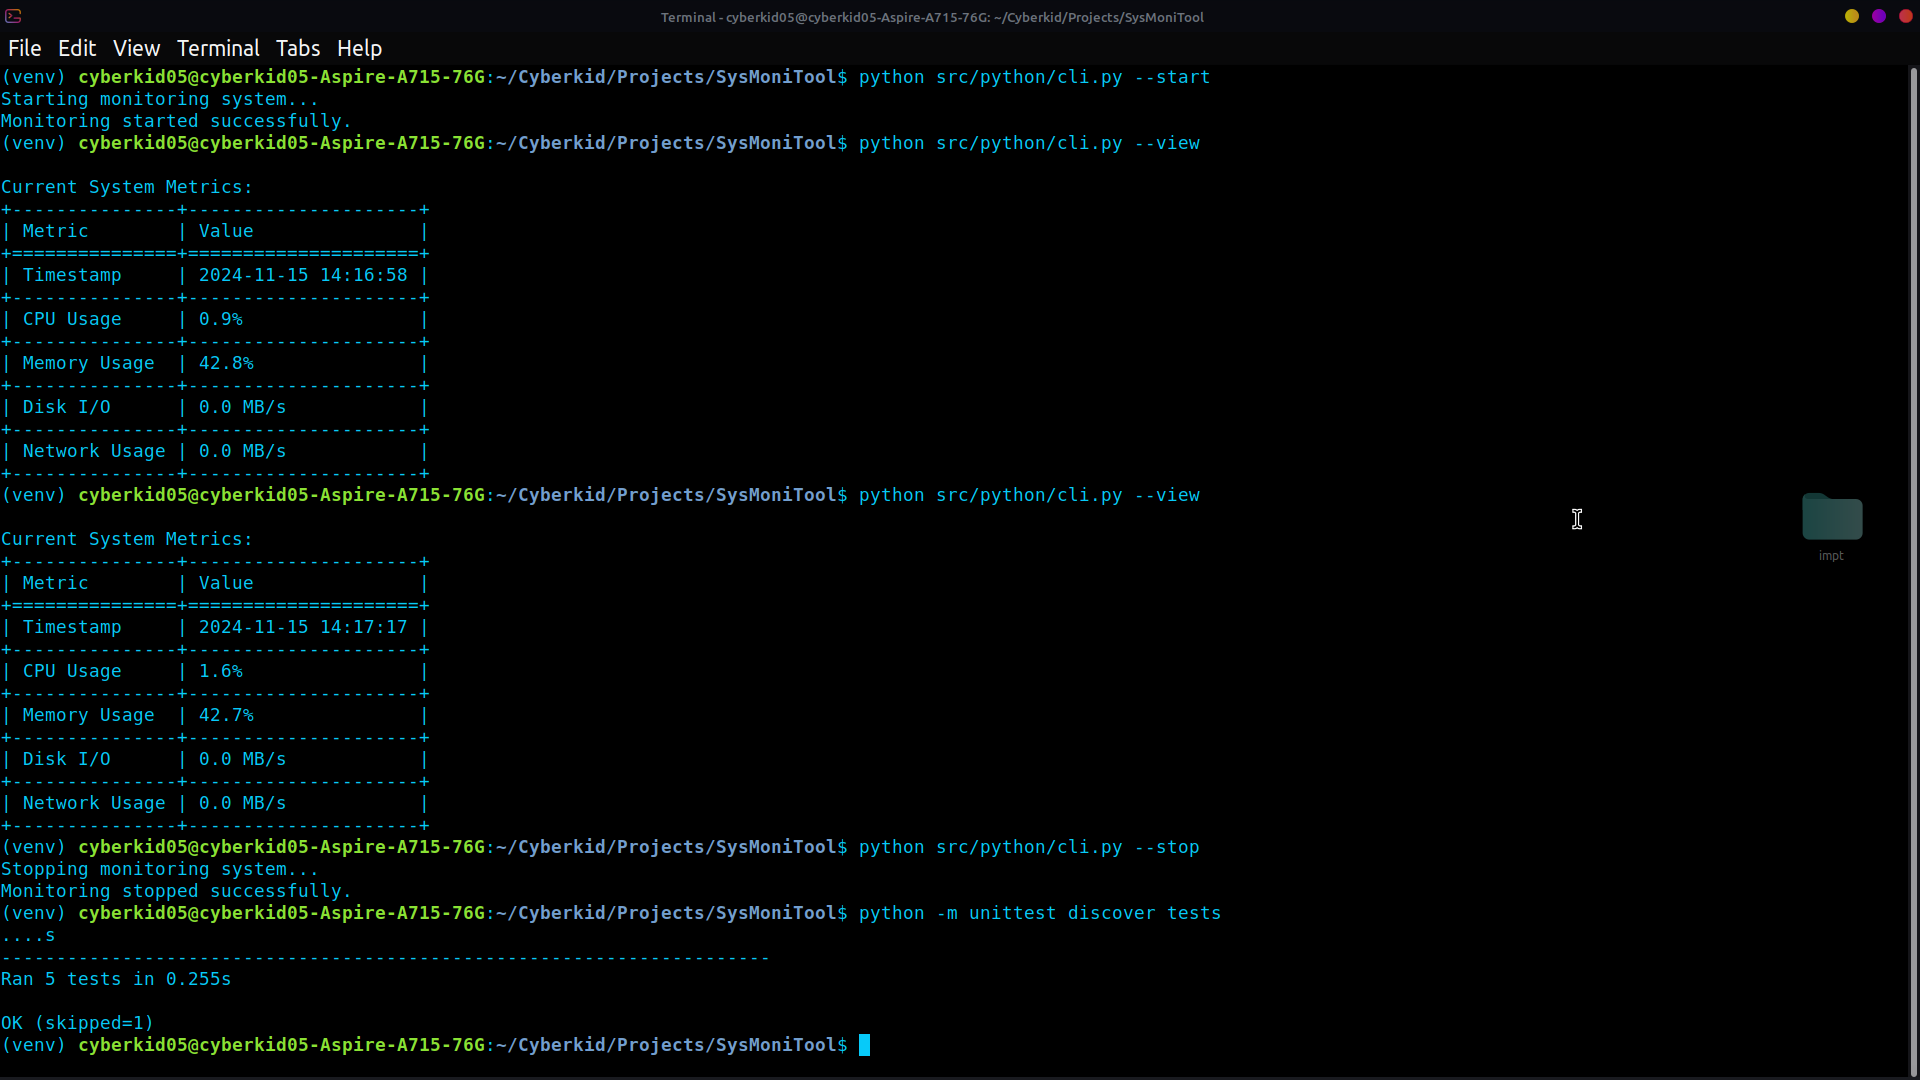 Terminal - cyberkid05@cyberkid05-Aspire-A715-76G: ~/Cyberkid/Projects/SysMoniTool
File Edit View Terminal Tabs Help
(venv) cyberkid05@cyberkid05-Aspire-A715-76G:~/Cyberkid/Projects/SysMoniTool$ python src/python/cli.py --start
Starting monitoring system...
Monitoring started successfully.
(venv) cyberkid05@cyberkid05-Aspire-A715-76G:~/Cyberkid/Projects/SysMoniTool$ python src/python/cli.py --view

Current System Metrics:
+---------------+---------------------+
| Metric        | Value               |
+===============+=====================+
| Timestamp     | 2024-11-15 14:16:58 |
+---------------+---------------------+
| CPU Usage     | 0.9%                |
+---------------+---------------------+
| Memory Usage  | 42.8%               |
+---------------+---------------------+
| Disk I/O      | 0.0 MB/s            |
+---------------+---------------------+
| Network Usage | 0.0 MB/s            |
+---------------+---------------------+
(venv) cyberkid05@cyberkid05-Aspire-A715-76G:~/Cyberkid/Projects/SysMoniTool$ python src/python/cli.py --view

Current System Metrics:
+---------------+---------------------+
| Metric        | Value               |
+===============+=====================+
| Timestamp     | 2024-11-15 14:17:17 |
+---------------+---------------------+
| CPU Usage     | 1.6%                |
+---------------+---------------------+
| Memory Usage  | 42.7%               |
+---------------+---------------------+
| Disk I/O      | 0.0 MB/s            |
+---------------+---------------------+
| Network Usage | 0.0 MB/s            |
+---------------+---------------------+
(venv) cyberkid05@cyberkid05-Aspire-A715-76G:~/Cyberkid/Projects/SysMoniTool$ python src/python/cli.py --stop
Stopping monitoring system...
Monitoring stopped successfully.
(venv) cyberkid05@cyberkid05-Aspire-A715-76G:~/Cyberkid/Projects/SysMoniTool$ python -m unittest discover tests
....s
----------------------------------------------------------------------
Ran 5 tests in 0.255s

OK (skipped=1)
(venv) cyberkid05@cyberkid05-Aspire-A715-76G:~/Cyberkid/Projects/SysMoniTool$
impt